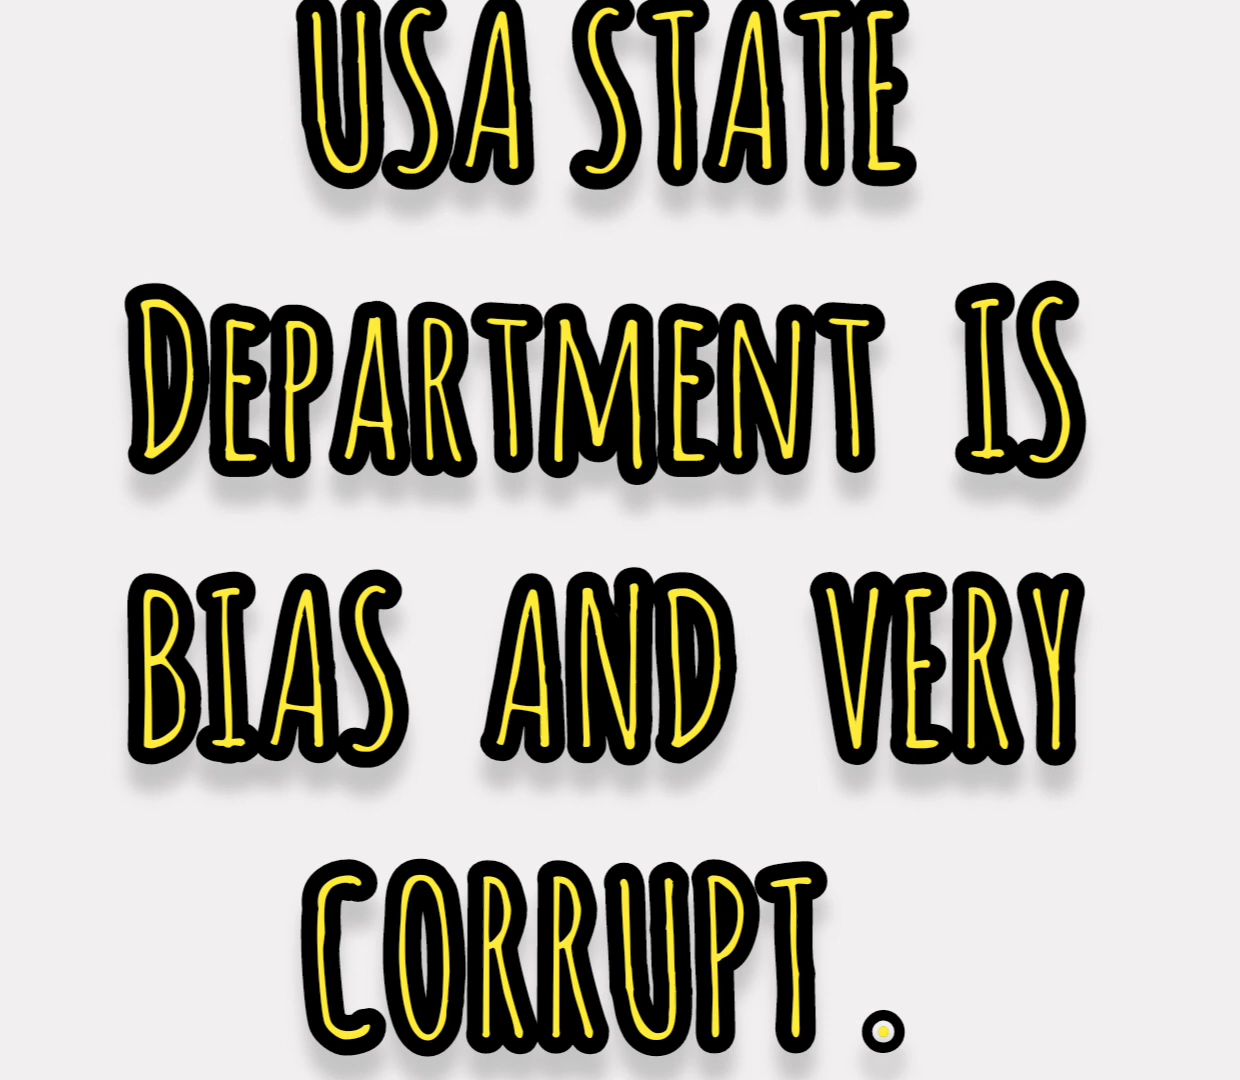 USA STATE
DEPARTMENT IS
BIAS AND VERY
CORRUPT .